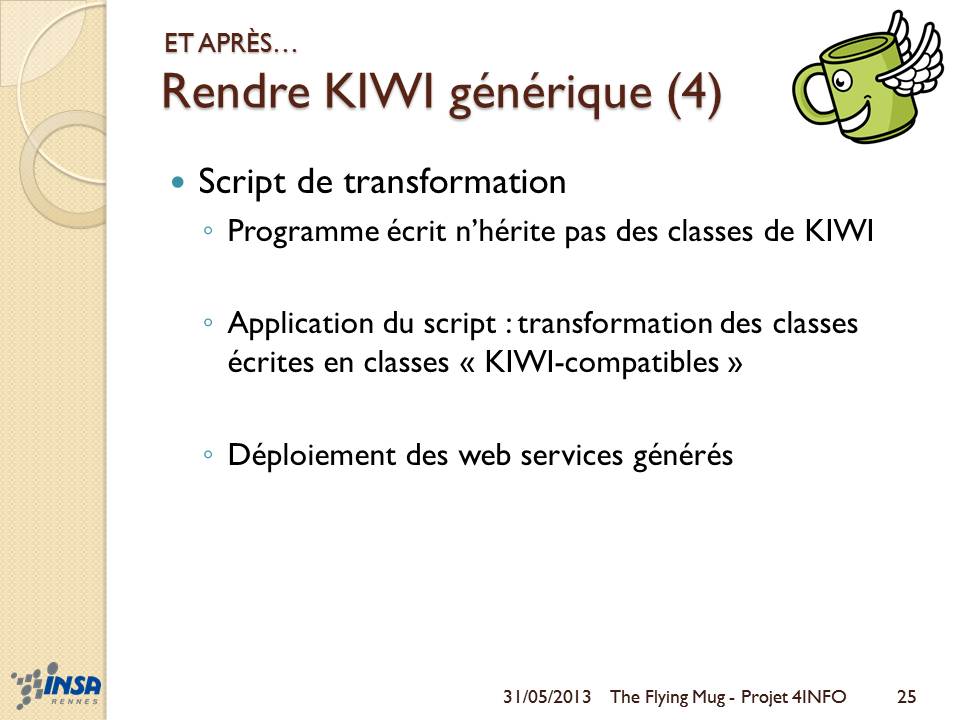 ET APRÈS…
Rendre KIWI générique (4)
• Script de transformation
◦ Programme écrit n’hérite pas des classes de KIWI
◦ Application du script : transformation des classes
écrites en classes « KIWI-compatibles »
◦ Déploiement des web services générés
INSA
RENNES
31/05/2013 The Flying Mug - Projet 4INFO 25